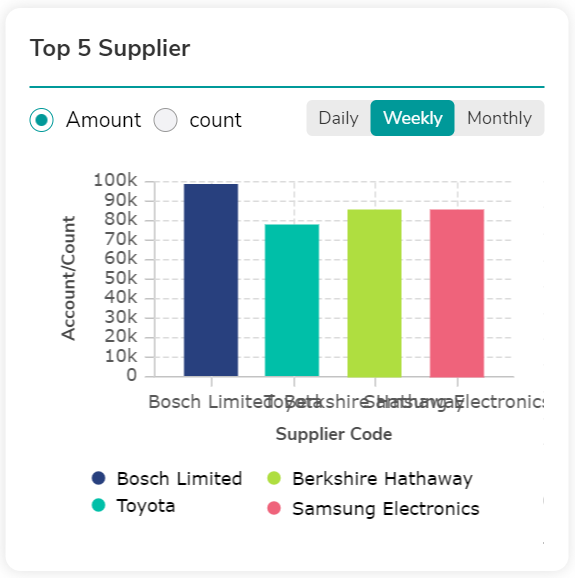 Top 5 Supplier
Amount count Daily Weekly Monthly
100k
90k
80k
70k
60k
50k
40k
30k
20k
10k
0
Account/Count
Bosch Limited Toyota Berkshire Hathaway Samsung Electronics
Supplier Code
Bosch Limited Berkshire Hathaway
Toyota Samsung Electronics